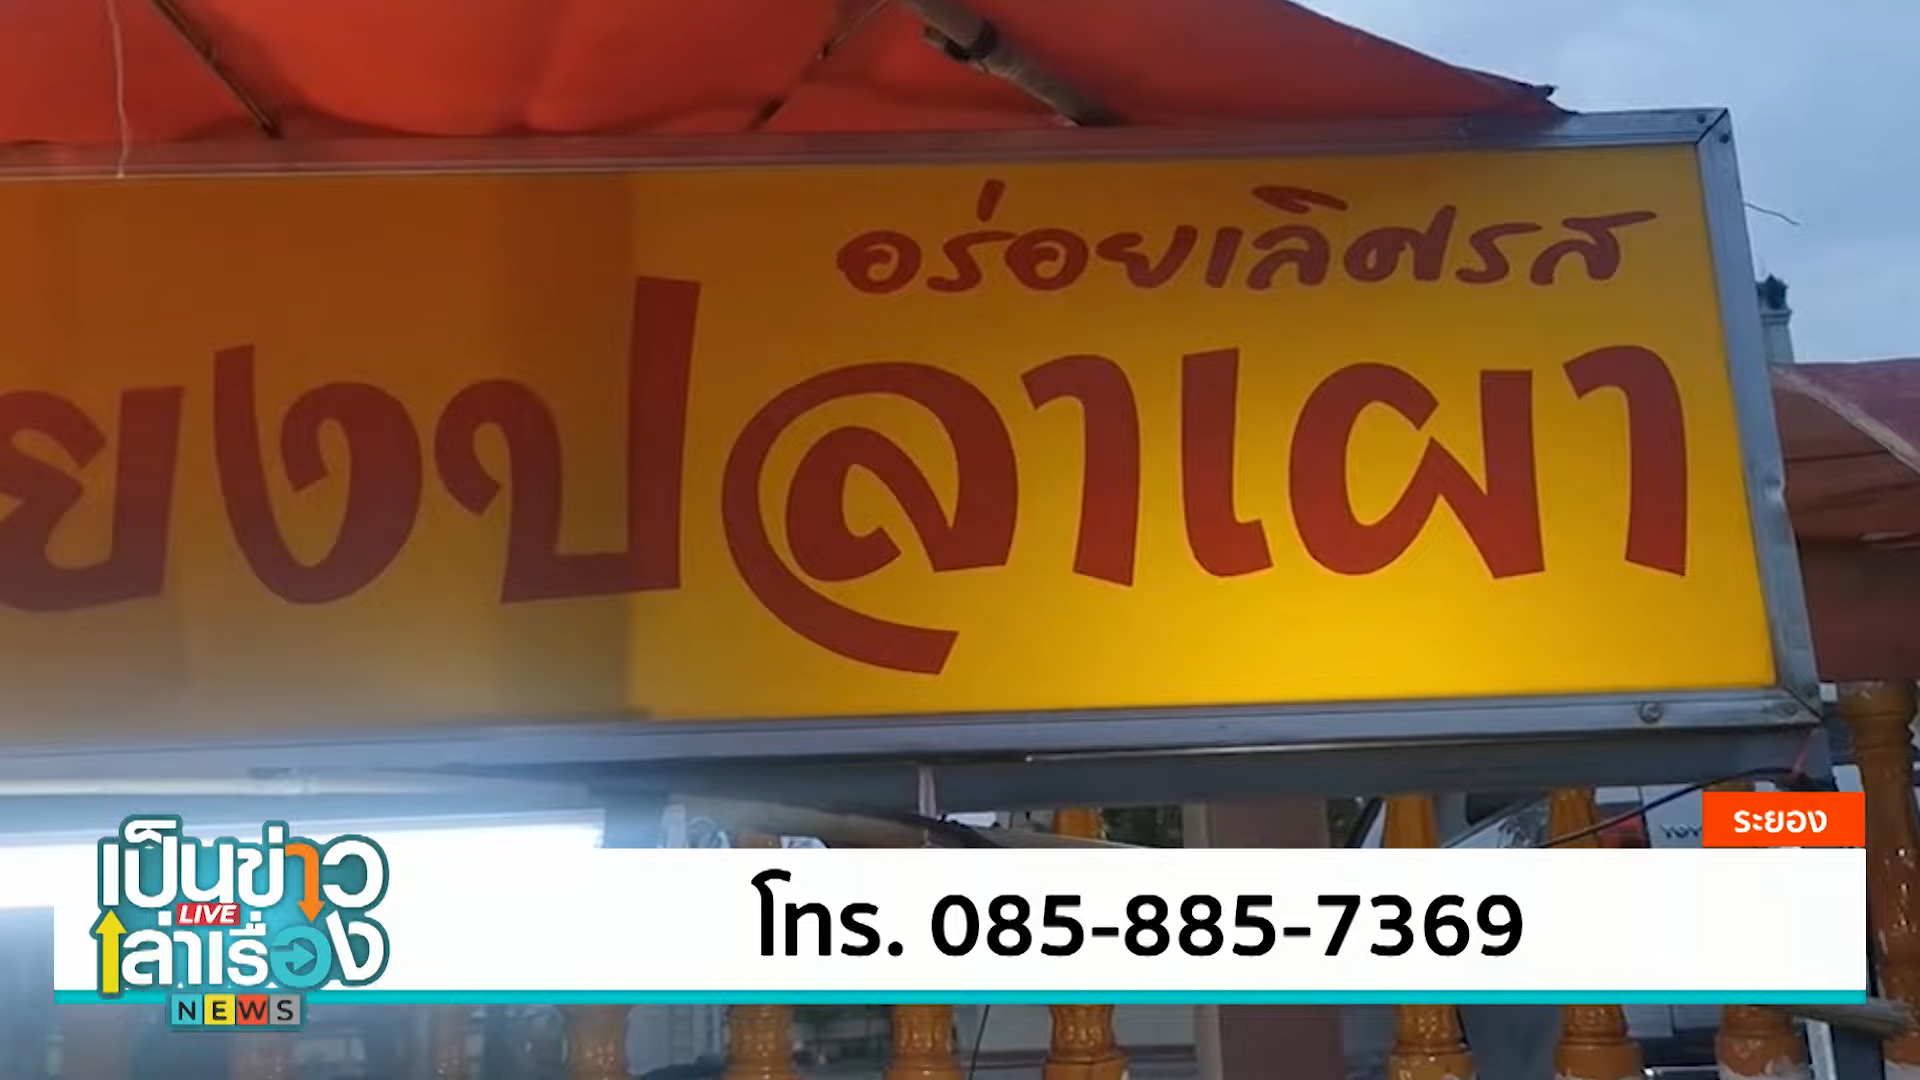 อร่อยเลิศรส
ยงปลาเผา
ระยอง
โทร. 085-885-7369
เป็นข่าว
LIVE
เล่าเรื่อง
NEWS